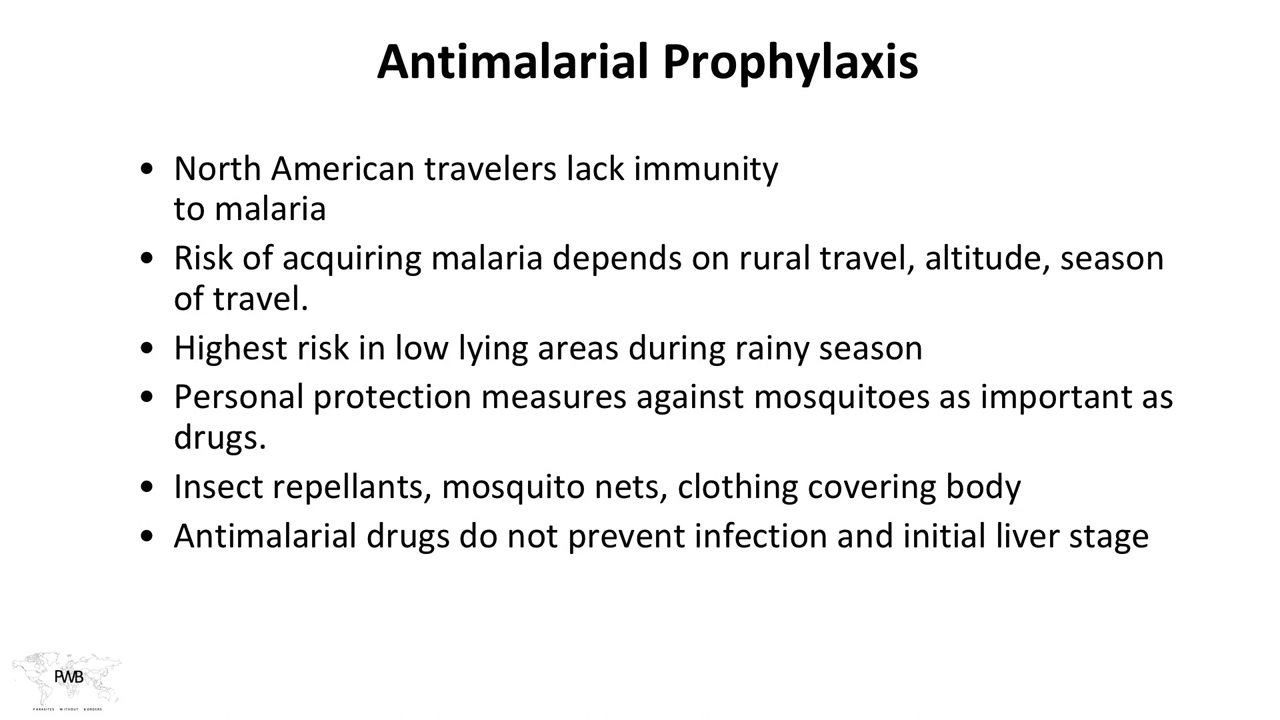 Antimalarial Prophylaxis
• North American travelers lack immunity
to malaria
• Risk of acquiring malaria depends on rural travel, altitude, season
of travel.
• Highest risk in low lying areas during rainy season
• Personal protection measures against mosquitoes as important as
drugs.
• Insect repellants, mosquito nets, clothing covering body
• Antimalarial drugs do not prevent infection and initial liver stage
PWB
PARASITES WITHOUT BORDERS